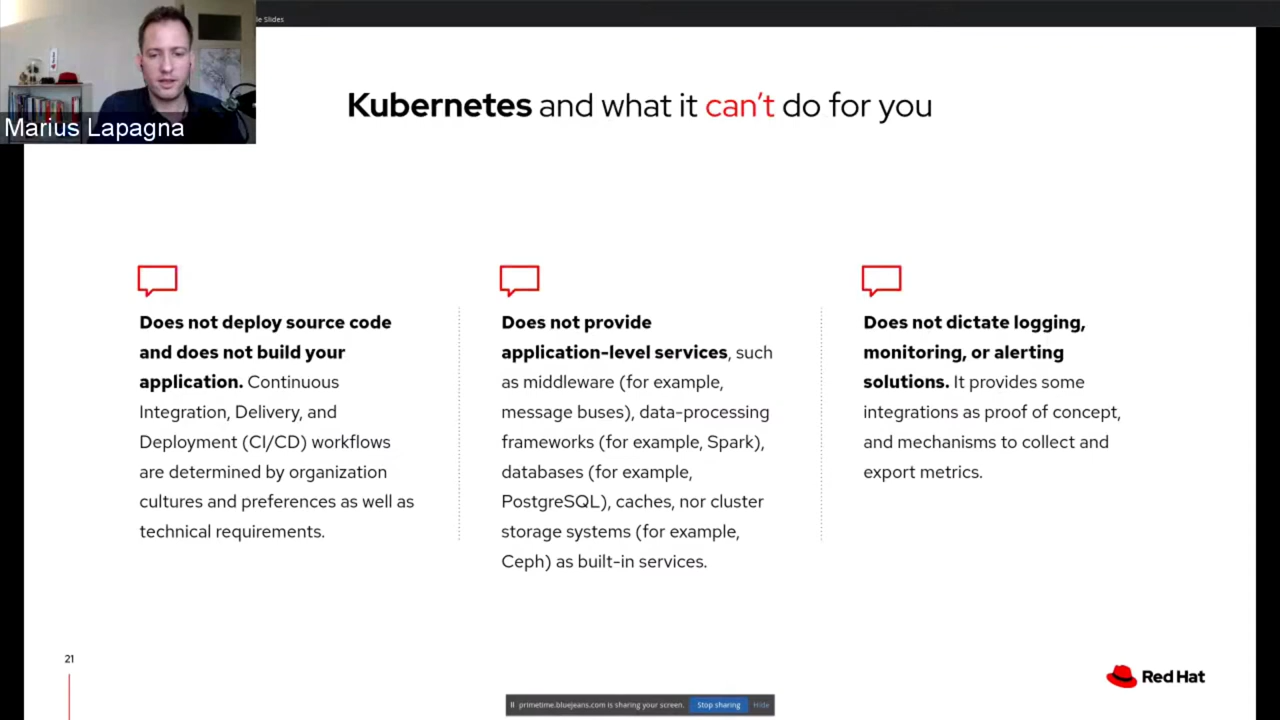 le Slides
Marius Lapagna
Kubernetes and what it can't do for you
Does not deploy source code
and does not build your
application. Continuous
Integration, Delivery, and
Deployment (CI/CD) workflows
are determined by organization
cultures and preferences as well as
technical requirements.
Does not provide
application-level services, such
as middleware (for example,
message buses), data-processing
frameworks (for example, Spark),
databases (for example,
PostgreSQL), caches, nor cluster
storage systems (for example,
Ceph) as built-in services.
Does not dictate logging,
monitoring, or alerting
solutions. It provides some
integrations as proof of concept,
and mechanisms to collect and
export metrics.
21
Red Hat
primetime.bluejeans.com is sharing your screen. Stop sharing Hide